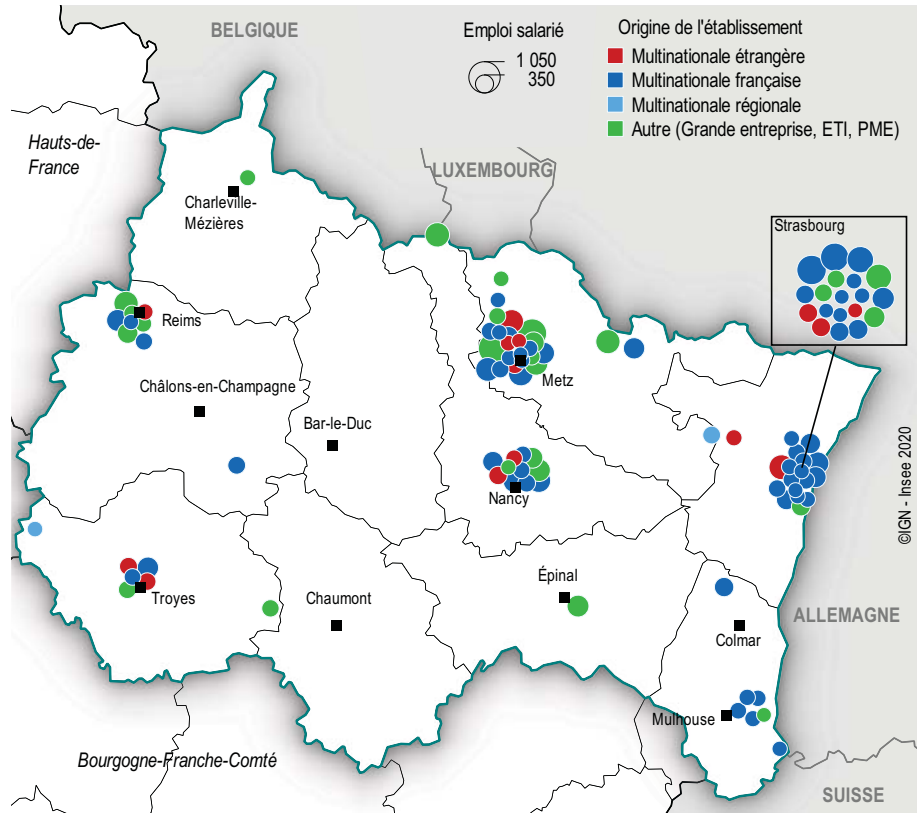 BELGIQUE
Emploi salarié
1 050
350
Origine de l'établissement
Multinationale étrangère
Multinationale française
Multinationale régionale
Autre (Grande entreprise, ETI, PME)
Hauts-de-
France
LUXEMBOURG
Charleville-
Mézières
Strasbourg
Reims
Metz
Châlons-en-Champagne
Bar-le-Duc
Nancy
©IGN - Insee 2020
Troyes
Chaumont
Épinal
ALLEMAGNE
Colmar
Mulhouse
Bourgogne-Franche-Comté
SUISSE